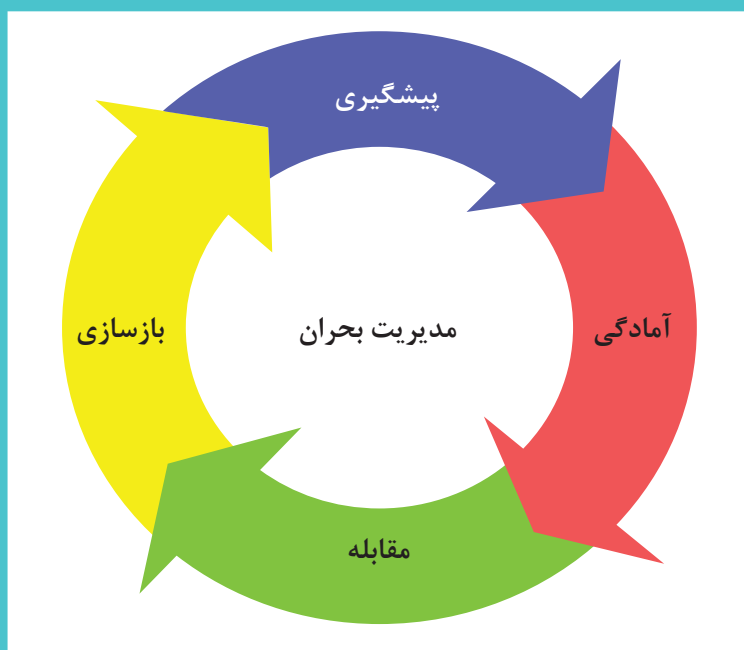 پیشگیری
آمادگی
مدیریت بحران
بازسازی
مقابله